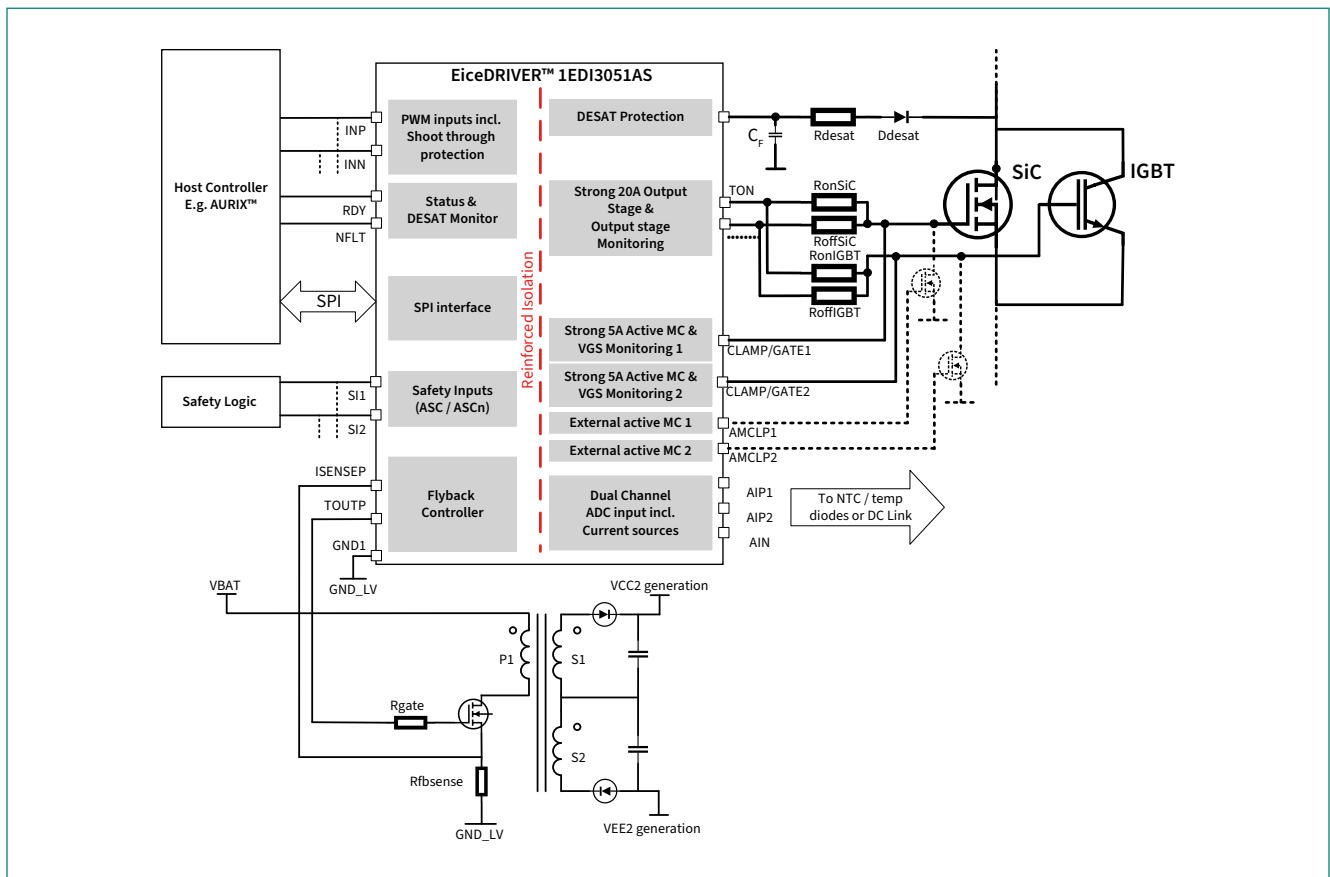 EiceDRIVER™ 1EDI3051AS
Host Controller
E.g. AURIX™
INP
INN
RDY
NFLT
SPI
Safety Logic
SI1
SI2
ISENSEP
TOUTP
GND1
GND_LV
PWM inputs incl.
Shoot through
protection
Status &
DESAT Monitor
SPI interface
Safety Inputs
(ASC / ASCn)
Flyback
Controller
Reinforced Isolation
DESAT Protection
Strong 20A Output
Stage &
Output stage
Monitoring
Strong 5A Active MC &
VGS Monitoring 1
Strong 5A Active MC &
VGS Monitoring 2
External active MC 1
External active MC 2
Dual Channel
ADC input incl.
Current sources
CF
Rdesat
Ddesat
TON
RonSiC
RoffSiC
RonIGBT
RoffIGBT
SiC
IGBT
CLAMP/GATE1
CLAMP/GATE2
AMCLP1
AMCLP2
AIP1
AIP2
AIN
To NTC / temp
diodes or DC Link
VBAT
P1
S1
S2
VCC2 generation
VEE2 generation
Rgate
Rfbsense
GND_LV